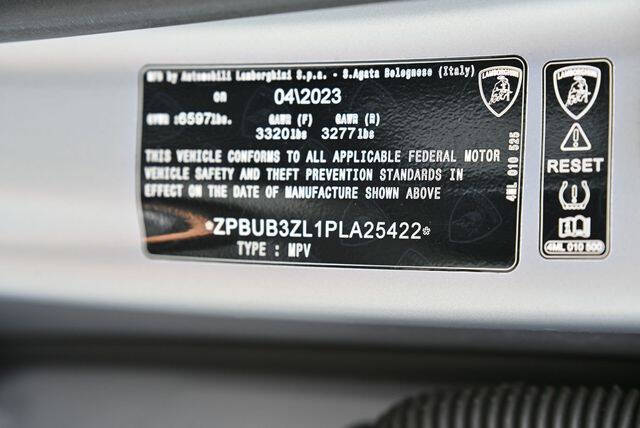 MFD by Automobili Lamborghini S.p.a. - S.Agata Bolognese (Italy)
on 04\2023
GVWR :6597lbs. GAWR (F) GAWR (R)
3320lbs 3277lbs
THIS VEHICLE CONFORMS TO ALL APPLICABLE FEDERAL MOTOR
VEHICLE SAFETY AND THEFT PREVENTION STANDARDS IN
EFFECT ON THE DATE OF MANUFACTURE SHOWN ABOVE
*ZPBUB3ZL1PLA25422*
TYPE : MPV
LAMBORGHINI
4ML 010 525
LAMBORGHINI
RESET
4ML 010 500